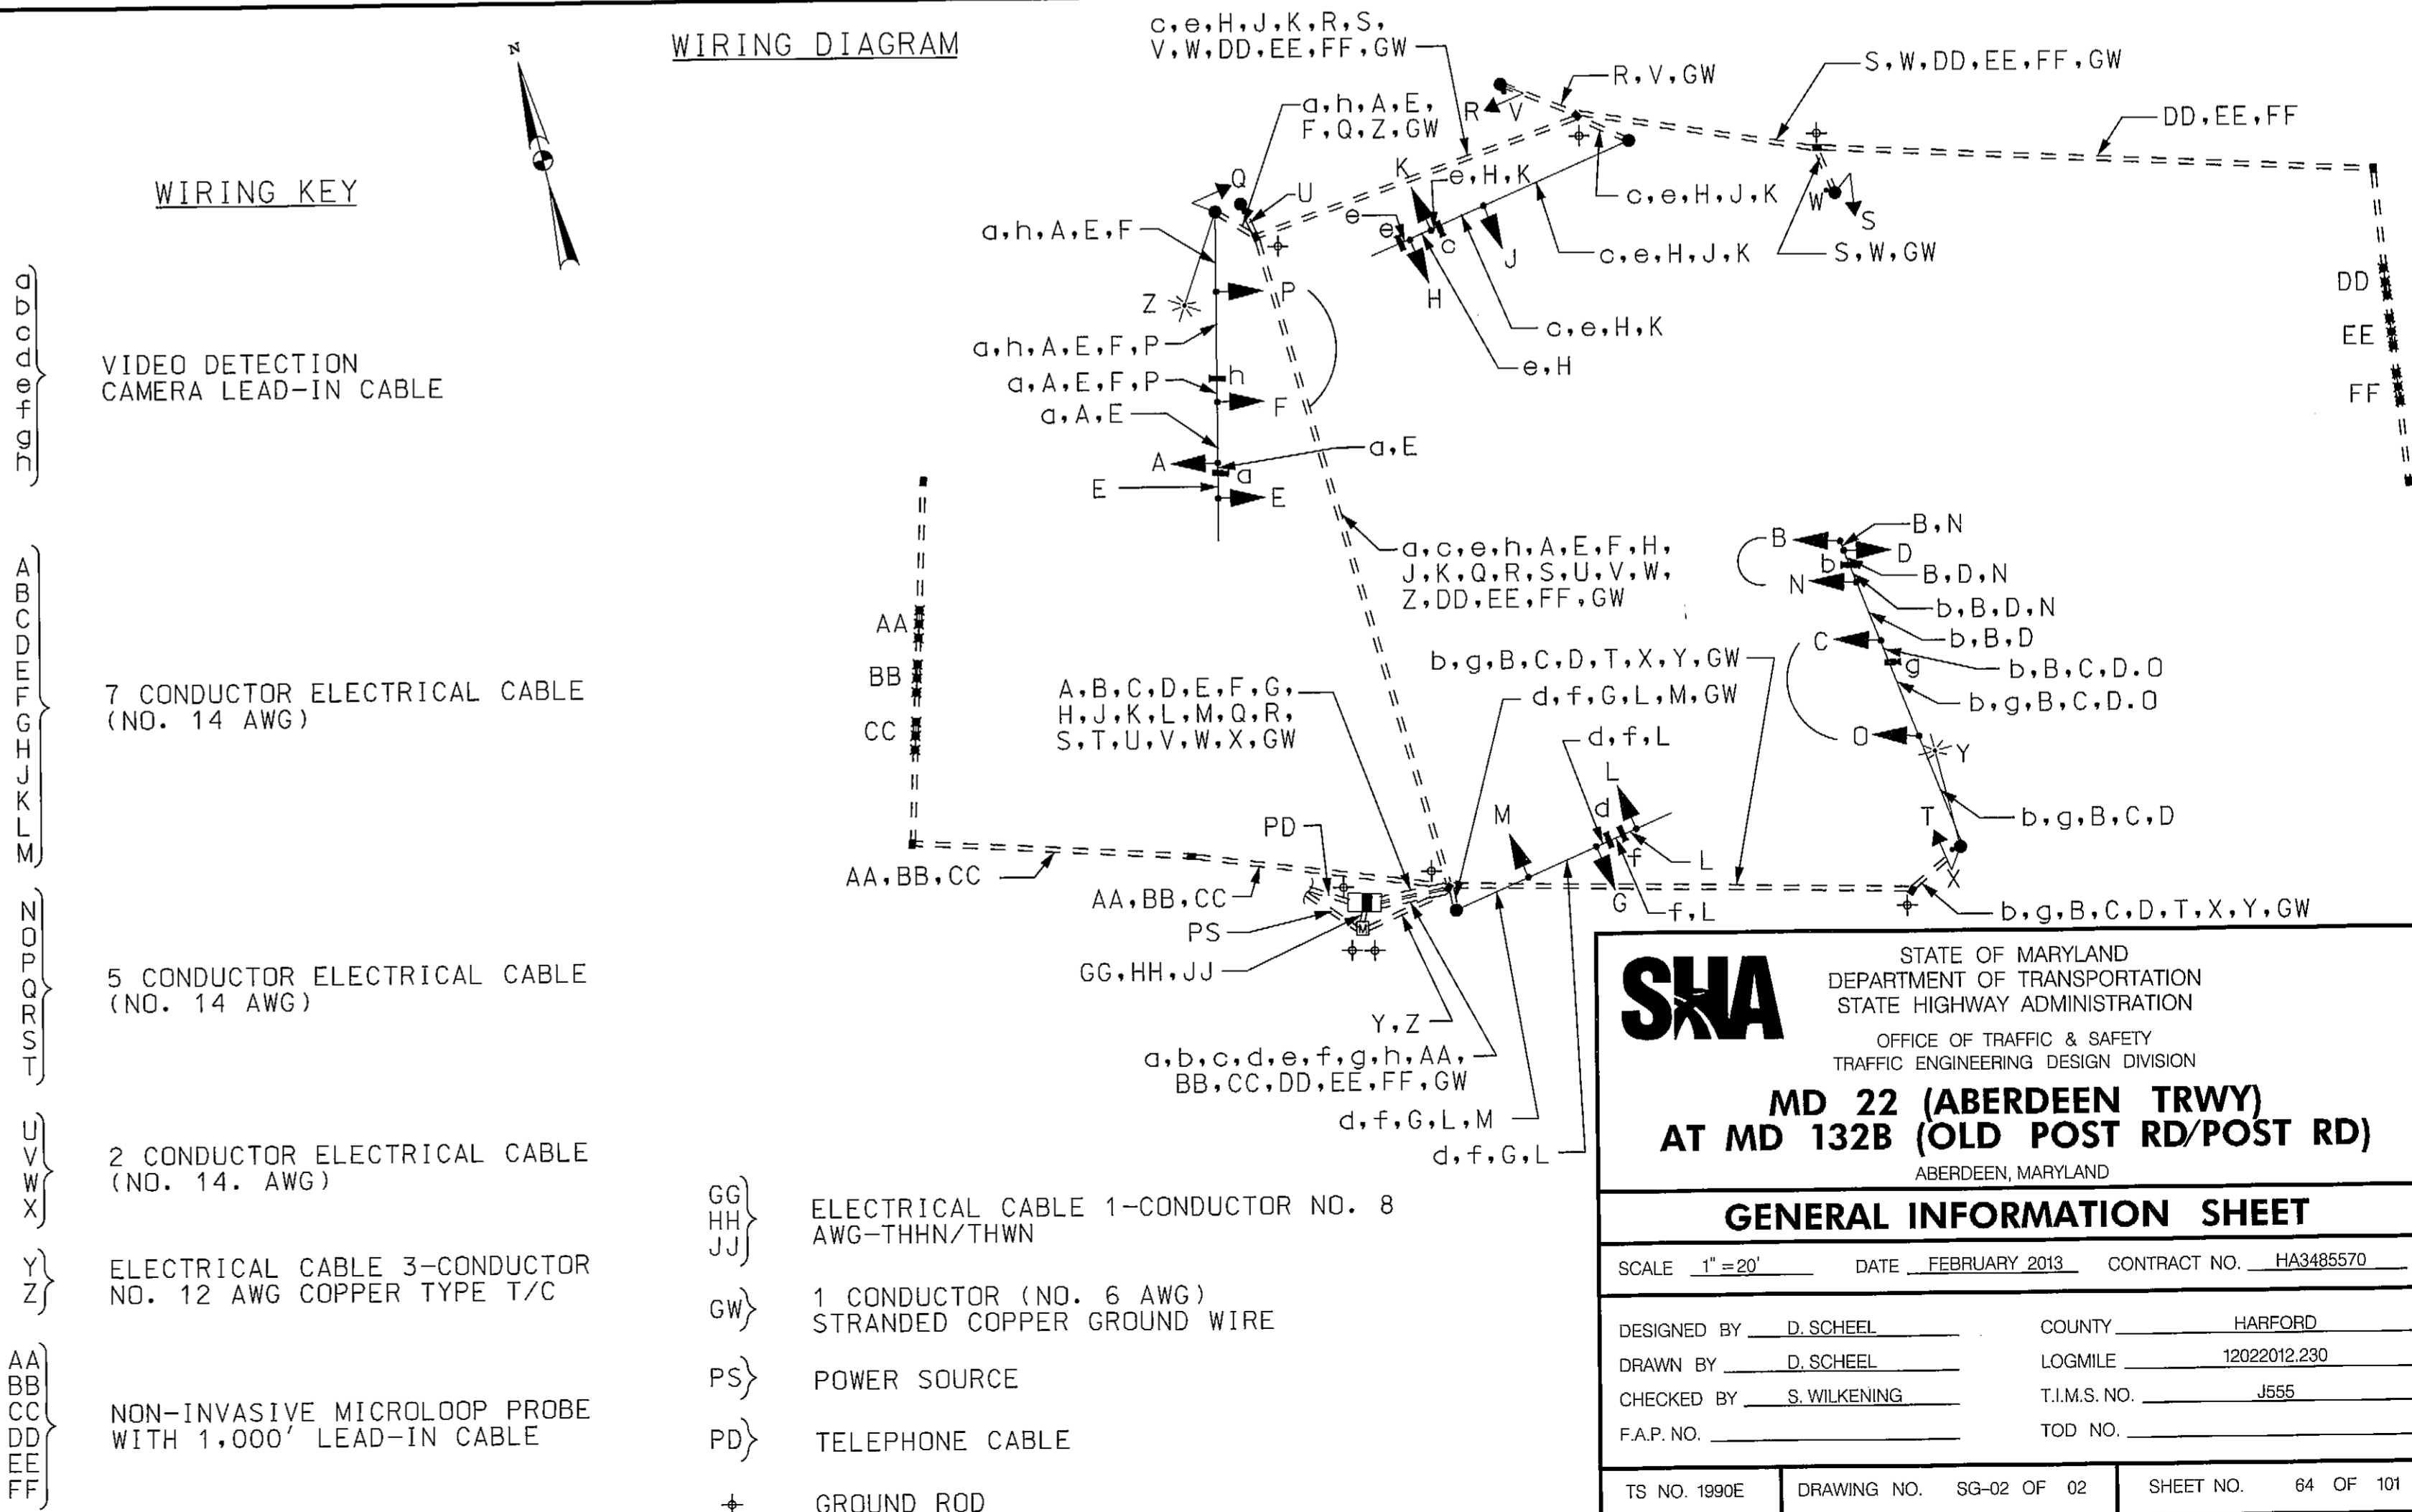 WIRING DIAGRAM
N
WIRING KEY
a
b
c
d
e
f
g
h
VIDEO DETECTION
CAMERA LEAD-IN CABLE
A
B
C
D
E
F
G
H
J
K
L
M
7 CONDUCTOR ELECTRICAL CABLE
(NO. 14 AWG)
N
O
P
Q
R
S
T
5 CONDUCTOR ELECTRICAL CABLE
(NO. 14 AWG)
U
V
W
X
2 CONDUCTOR ELECTRICAL CABLE
(NO. 14. AWG)
Y
Z
ELECTRICAL CABLE 3-CONDUCTOR
NO. 12 AWG COPPER TYPE T/C
AA
BB
CC
DD
EE
FF
NON-INVASIVE MICROLOOP PROBE
WITH 1,000' LEAD-IN CABLE
GG
HH
JJ
ELECTRICAL CABLE 1-CONDUCTOR NO. 8
AWG-THHN/THWN
GW
1 CONDUCTOR (NO. 6 AWG)
STRANDED COPPER GROUND WIRE
PS
POWER SOURCE
PD
TELEPHONE CABLE
GROUND ROD
c,e,H,J,K,R,S,
V,W,DD,EE,FF,GW
R,V,GW
S,W,DD,EE,FF,GW
DD,EE,FF
a,h,A,E,
F,Q,Z,GW
R
V
K
e,H,K
c,e,H,J,K
W
S
S,W,GW
Q
U
a,h,A,E,F
e
e
c
J
c,e,H,J,K
H
Z
P
c,e,H,K
e,H
DD
EE
FF
a,h,A,E,F,P
h
a,A,E,F,P
F
a,A,E
a,E
A
a
E
E
a,c,e,h,A,E,F,H,
J,K,Q,R,S,U,V,W,
Z,DD,EE,FF,GW
B
B,N
D
b
B,D,N
N
b,B,D,N
b,B,D
C
g
b,B,C,D.O
b,g,B,C,D.O
O
Y
b,g,B,C,D
T
X
AA
BB
CC
b,g,B,C,D,T,X,Y,GW
A,B,C,D,E,F,G,
H,J,K,L,M,Q,R,
S,T,U,V,W,X,GW
d,f,G,L,M,GW
d,f,L
L
d
M
f
L
G
f,L
PD
AA,BB,CC
AA,BB,CC
PS
M
GG,HH,JJ
b,g,B,C,D,T,X,Y,GW
Y,Z
a,b,c,d,e,f,g,h,AA,
BB,CC,DD,EE,FF,GW
d,f,G,L,M
d,f,G,L
SHA
STATE OF MARYLAND
DEPARTMENT OF TRANSPORTATION
STATE HIGHWAY ADMINISTRATION
OFFICE OF TRAFFIC & SAFETY
TRAFFIC ENGINEERING DESIGN DIVISION
MD 22 (ABERDEEN TRWY)
AT MD 132B (OLD POST RD/POST RD)
ABERDEEN, MARYLAND
GENERAL INFORMATION SHEET
SCALE 1"=20' DATE FEBRUARY 2013 CONTRACT NO. HA3485570
DESIGNED BY D. SCHEEL COUNTY HARFORD
DRAWN BY D. SCHEEL LOGMILE 12022012.230
CHECKED BY S. WILKENING T.I.M.S. NO. J555
F.A.P. NO. TOD NO.
TS NO. 1990E DRAWING NO. SG-02 OF 02 SHEET NO. 64 OF 101